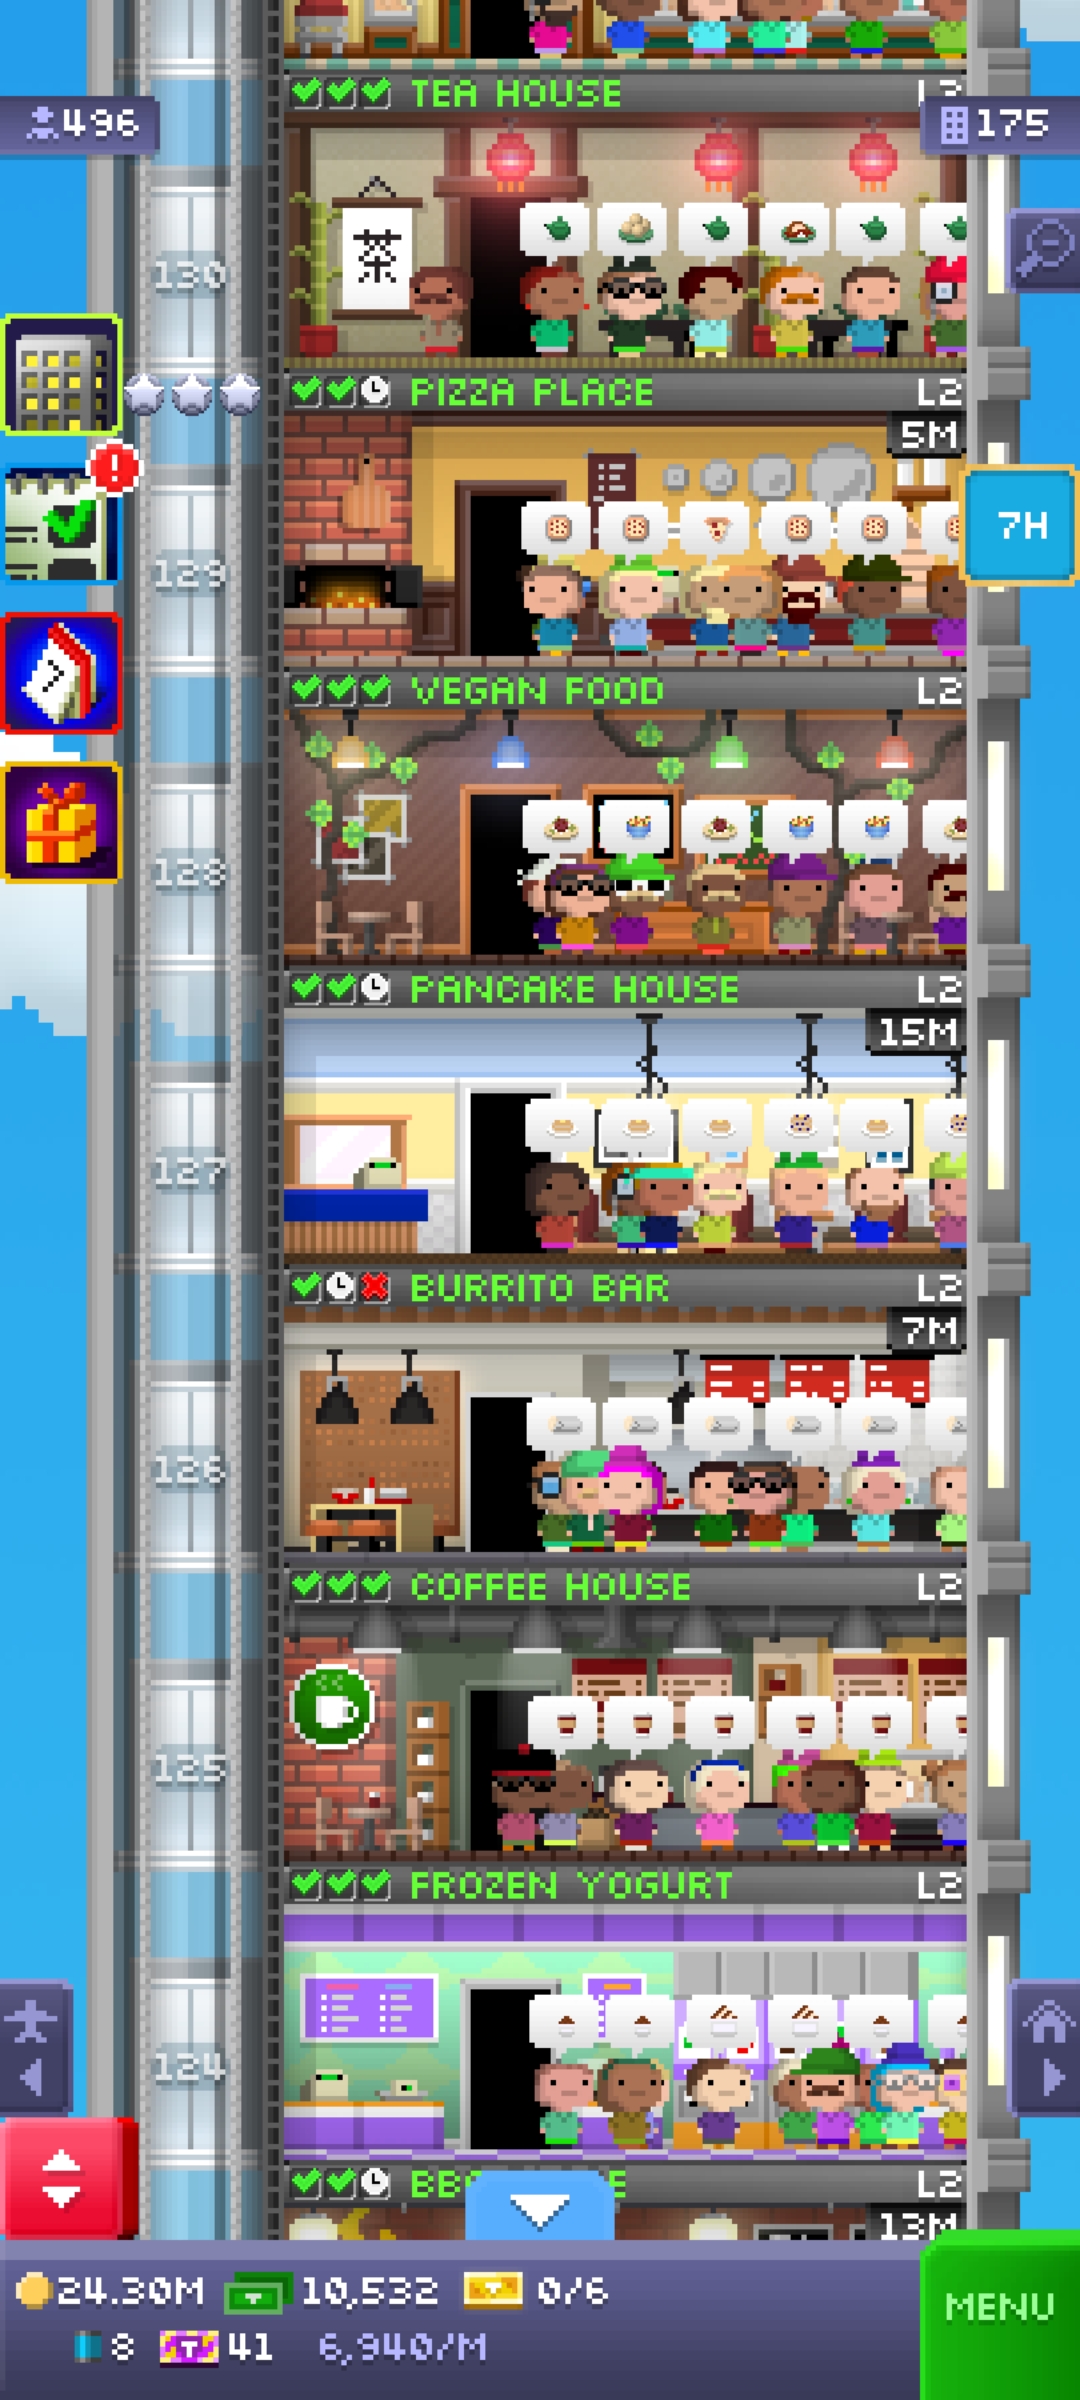 TEA HOUSE L3
496
175
茶
130
PIZZA PLACE L2
5M
7H
129
VEGAN FOOD L2
128
PANCAKE HOUSE L2
15M
127
BURRITO BAR L2
7M
126
COFFEE HOUSE L2
125
FROZEN YOGURT L2
124
L2
13M
24.30M 10,532 0/6
8 T 41 6,940/M
MENU